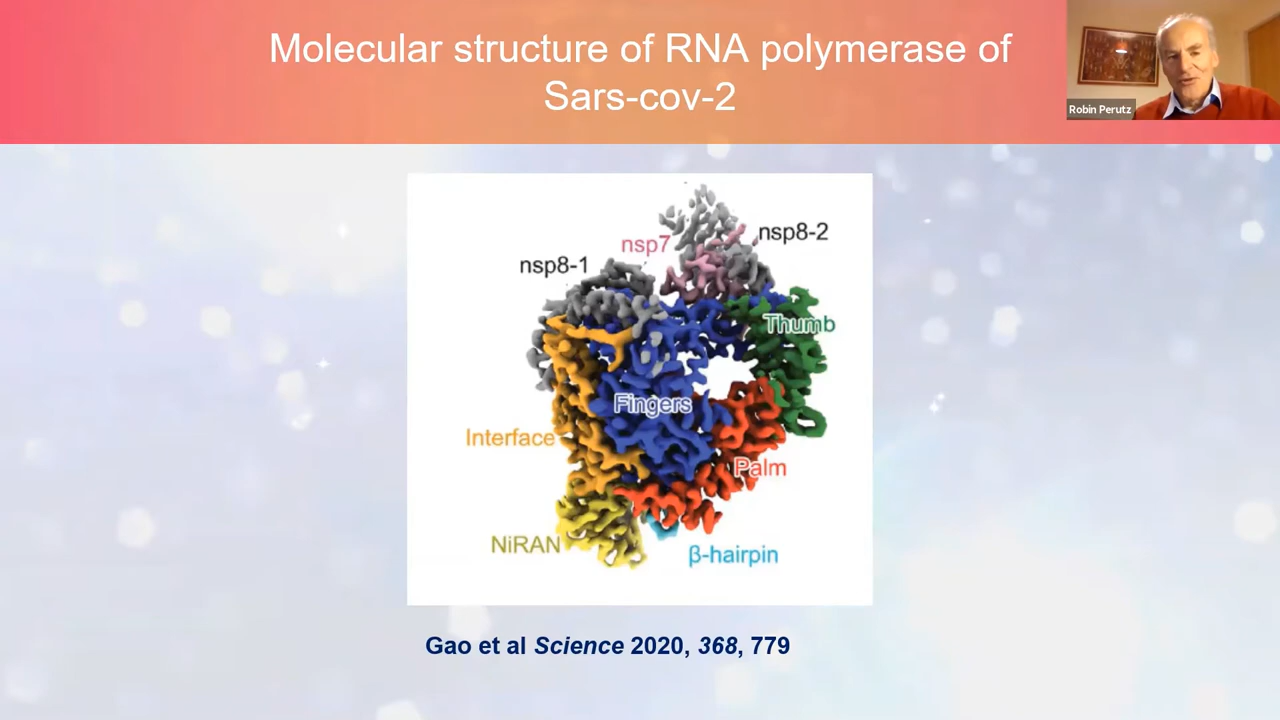 Molecular structure of RNA polymerase of
Sars-cov-2
Robin Perutz
nsp7
nsp8-2
nsp8-1
Thumb
Fingers
Interface
Palm
NiRAN
β-hairpin
Gao et al Science 2020, 368, 779